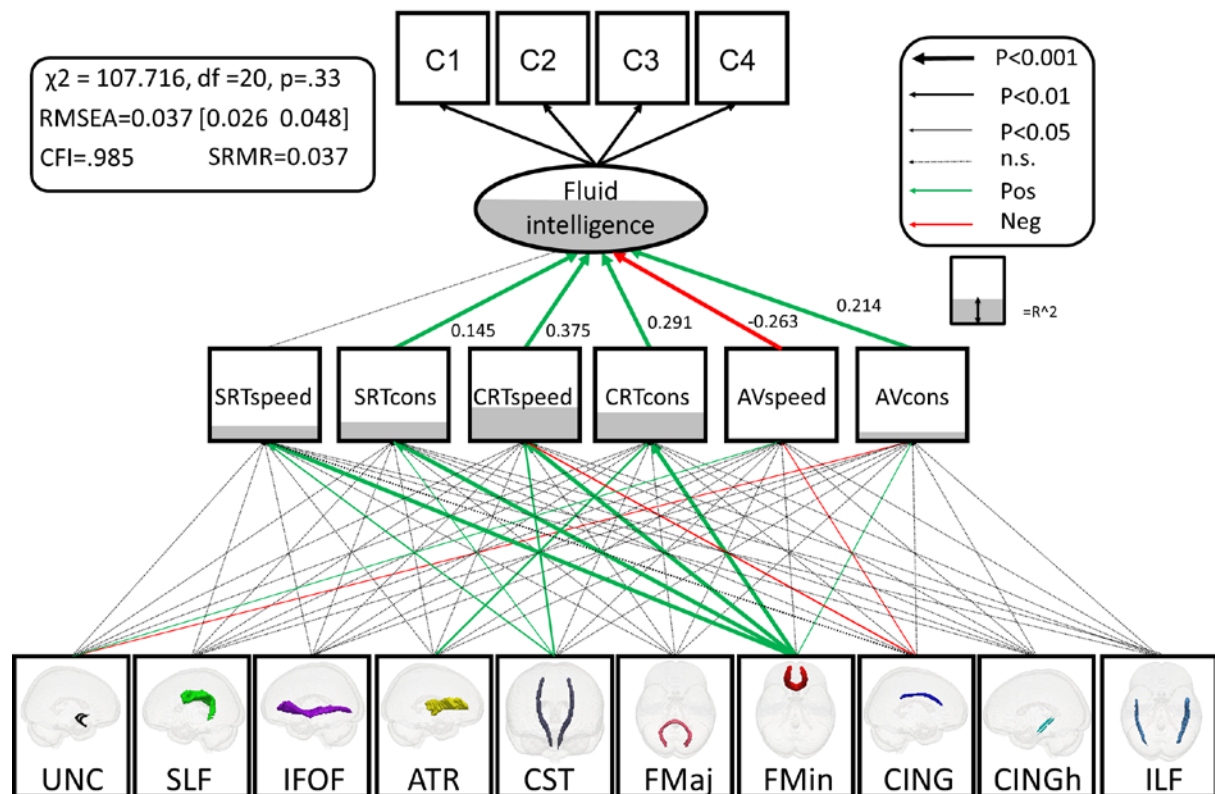 C1 C2 C3 C4
χ2 = 107.716, df =20, p=.33
RMSEA=0.037 [0.026 0.048]
CFI=.985 SRMR=0.037
P<0.001
P<0.01
P<0.05
n.s.
Pos
Neg
=R^2
Fluid
intelligence
0.145 0.375 0.291 -0.263 0.214
SRTspeed SRTcons CRTspeed CRTcons AVspeed AVcons
UNC SLF IFOF ATR CST FMaj FMin CING CINGh ILF